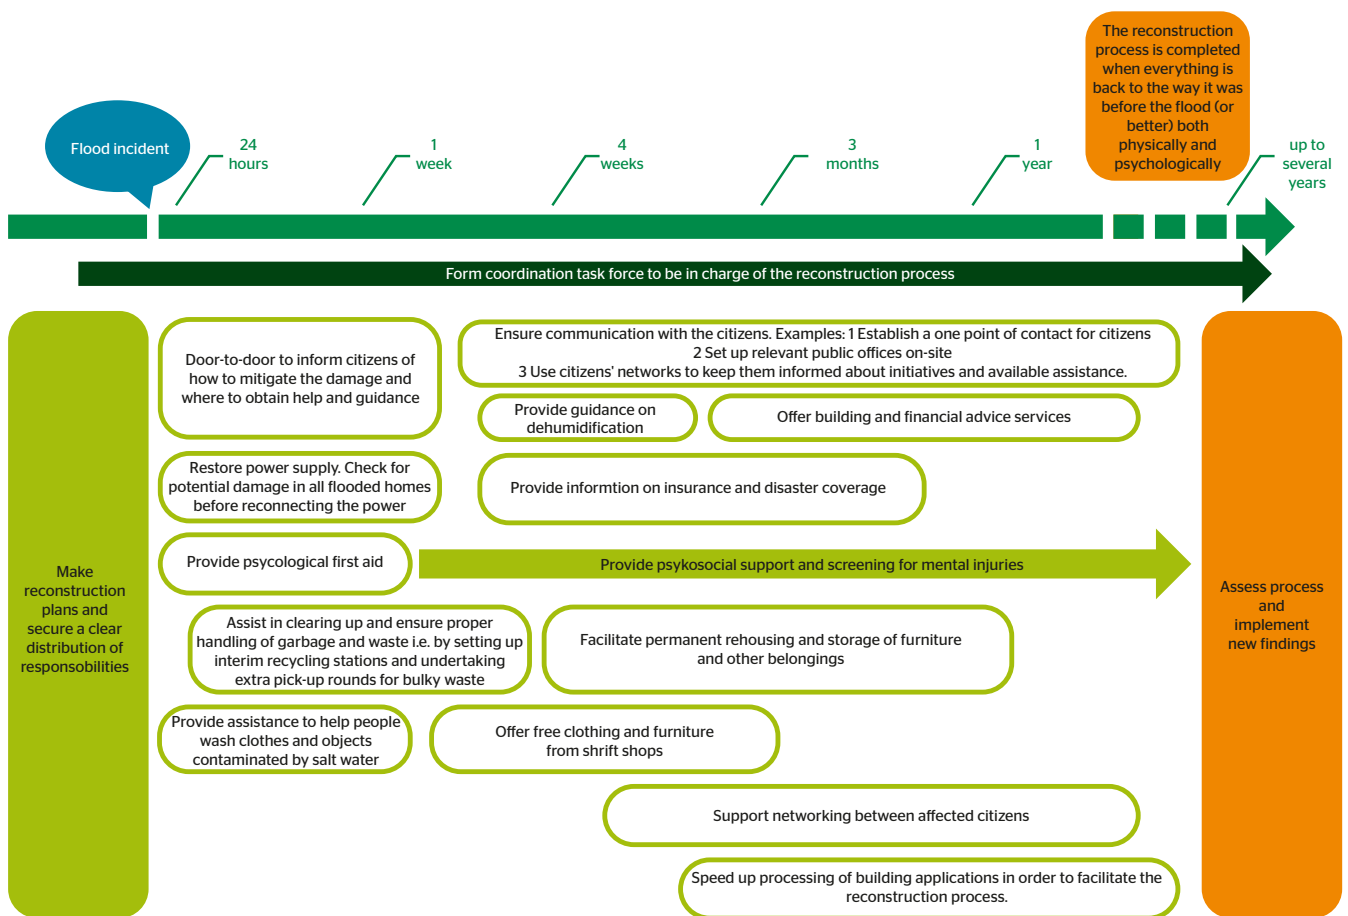 The reconstruction
process is completed
when everything is
back to the way it was
before the flood (or
better) both
physically and
psychologically
Flood incident
24
hours
1
week
4
weeks
3
months
1
year
up to
several
years
Form coordination task force to be in charge of the reconstruction process
Make
reconstruction
plans and
secure a clear
distribution of
responsobilities
Door-to-door to inform citizens of
how to mitigate the damage and
where to obtain help and guidance
Ensure communication with the citizens. Examples: 1 Establish a one point of contact for citizens
2 Set up relevant public offices on-site
3 Use citizens' networks to keep them informed about initiatives and available assistance.
Provide guidance on
dehumidification
Offer building and financial advice services
Restore power supply. Check for
potential damage in all flooded homes
before reconnecting the power
Provide informtion on insurance and disaster coverage
Provide psycological first aid
Provide psykosocial support and screening for mental injuries
Assist in clearing up and ensure proper
handling of garbage and waste i.e. by setting up
interim recycling stations and undertaking
extra pick-up rounds for bulky waste
Facilitate permanent rehousing and storage of furniture
and other belongings
Provide assistance to help people
wash clothes and objects
contaminated by salt water
Offer free clothing and furniture
from shrift shops
Support networking between affected citizens
Speed up processing of building applications in order to facilitate the
reconstruction process.
Assess process
and
implement
new findings